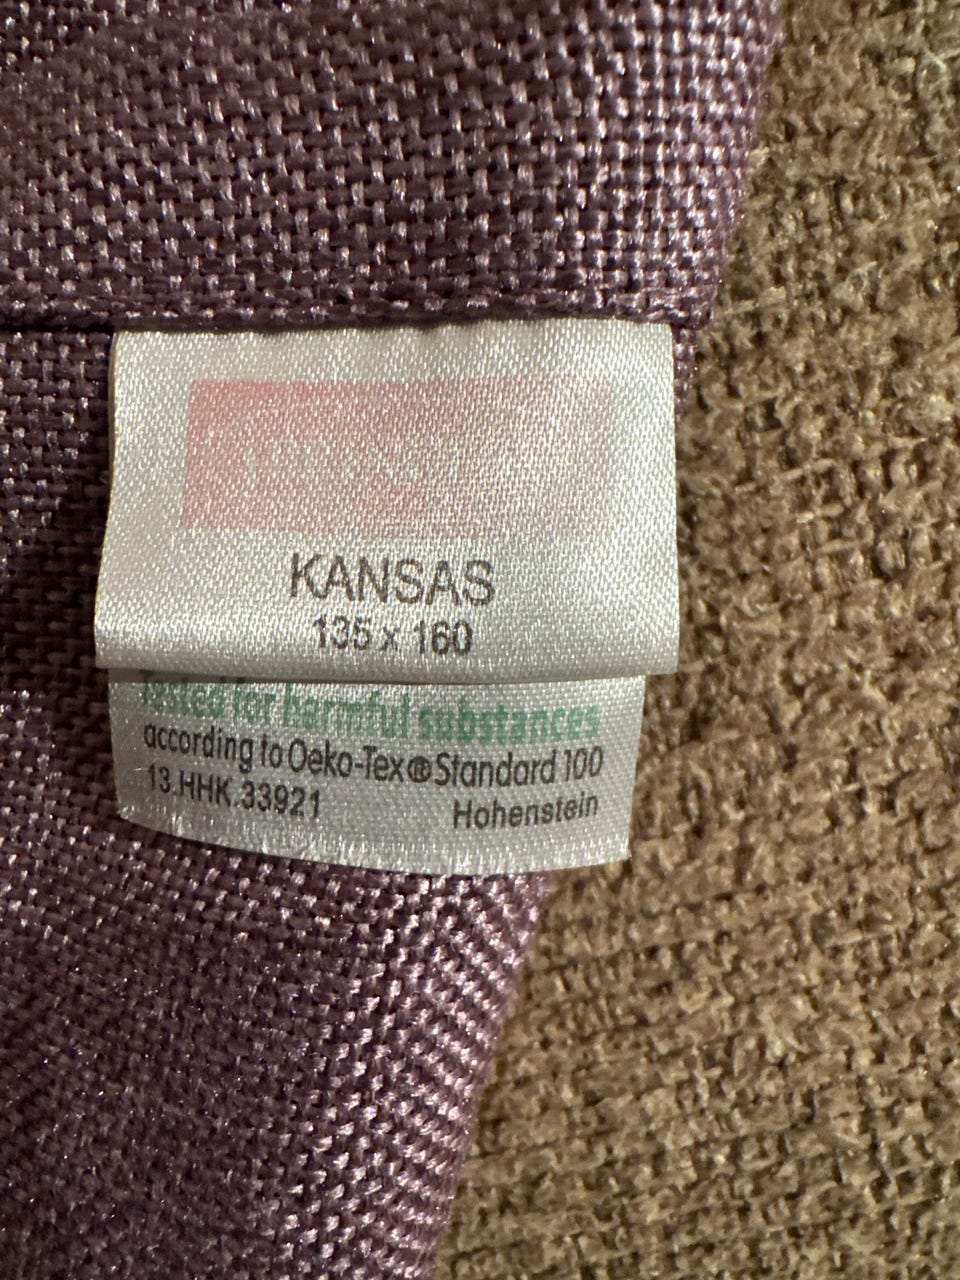 KANSAS
135 x 160
Tested for harmful substances
according to Oeko-Tex® Standard 100
13.HHK.33921 Hohenstein